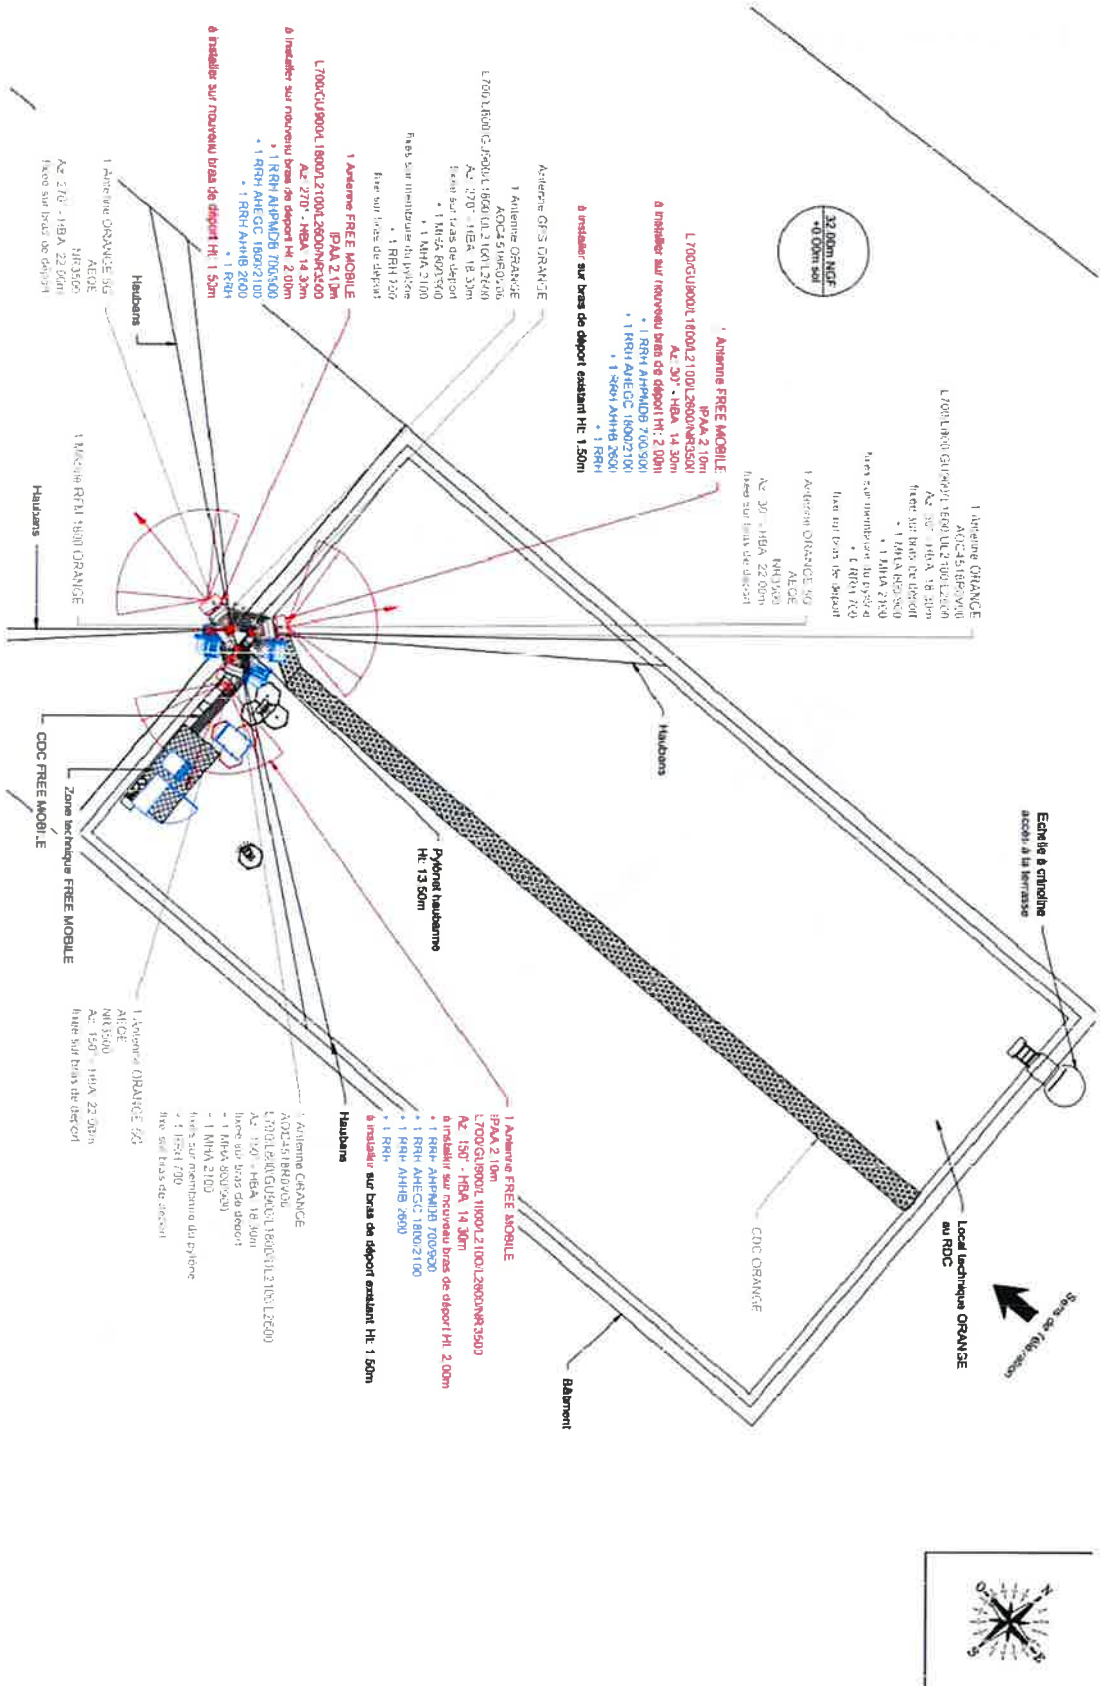 32.00m NGF
+0.00m sol
1 Antenne ORANGE
AOC4518R0V06
Az: 30° - HBA 18.30m
fixée sur bras de déport
• 1 MHA 800/900
• 1 MHA 2100
fixés sur membrure du pylône
• 1 RRH 700
fixé sur bras de déport
1 Antenne ORANGE 5G
AEQE
NR3500
Az: 30° - HBA 22.00m
fixée sur bras de déport
1 Antenne FREE MOBILE
IPAA 2.10m
L700/GU900/L1800/L2100/L2600/NR3500
Az: 30° - HBA 14.30m
à installer sur nouveau bras de déport Ht: 2.00m
• 1 RRH AHPMDB 700/900
• 1 RRH AHEGC 1800/2100
• 1 RRH AHHB 2600
• 1 RRH
à installer sur bras de déport existant Ht: 1.50m
Antenne GPS ORANGE
1 Antenne ORANGE
AOC4518R0V06
Az: 270° - HBA 18.30m
fixée sur bras de déport
• 1 MHA 800/900
• 1 MHA 2100
fixés sur membrure du pylône
• 1 RRH 700
fixé sur bras de déport
1 Antenne FREE MOBILE
IPAA 2.10m
L700/GU900/L1800/L2100/L2600/NR3500
Az: 270° - HBA 14.30m
à installer sur nouveau bras de déport Ht: 2.00m
• 1 RRH AHPMDB 700/900
• 1 RRH AHEGC 1800/2100
• 1 RRH AHHB 2600
• 1 RRH
à installer sur nouveau bras de déport Ht: 1.50m
Haubans
1 Antenne ORANGE 5G
AEQE
NR3500
Az: 270° - HBA 22.00m
fixée sur bras de déport
ORANGE
Haubans
Haubans
Echelle à crinoline
accès à la terrasse
Pylônet haubanné
Ht: 13.50m
Zone technique FREE MOBILE
CDC FREE MOBILE
Local technique ORANGE
au RDC
Sens de l'élévation
CDC ORANGE
Bâtiment
1 Antenne FREE MOBILE
IPAA 2.10m
L700/GU900/L1800/L2100/L2600/NR3500
Az: 150° - HBA 14.30m
à installer sur nouveau bras de déport Ht: 2.00m
• 1 RRH AHPMDB 700/900
• 1 RRH AHEGC 1800/2100
• 1 RRH AHHB 2600
• 1 RRH
à installer sur bras de déport existant Ht: 1.50m
Haubans
1 Antenne ORANGE
AOC4518R0V06
Az: 150° - HBA 18.30m
fixée sur bras de déport
• 1 MHA 800/900
• 1 MHA 2100
fixés sur membrure du pylône
• 1 RRH 700
fixé sur bras de déport
1 Antenne ORANGE 5G
AEQE
NR3500
Az: 150° - HBA 22.00m
fixée sur bras de déport
N
E
S
O